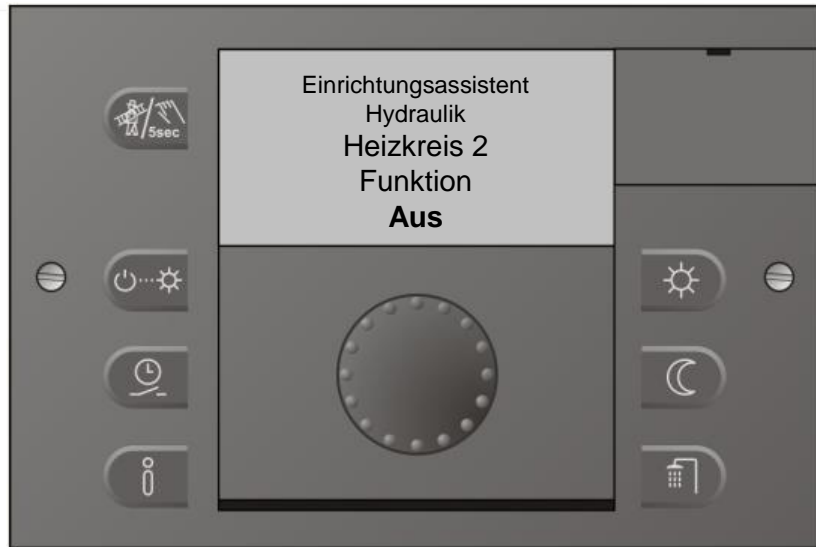 Einrichtungsassistent
Hydraulik
Heizkreis 2
Funktion
Aus
5sec